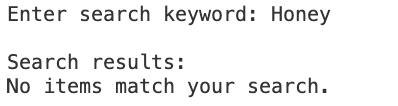 Enter search keyword: Honey
Search results:
No items match your search.